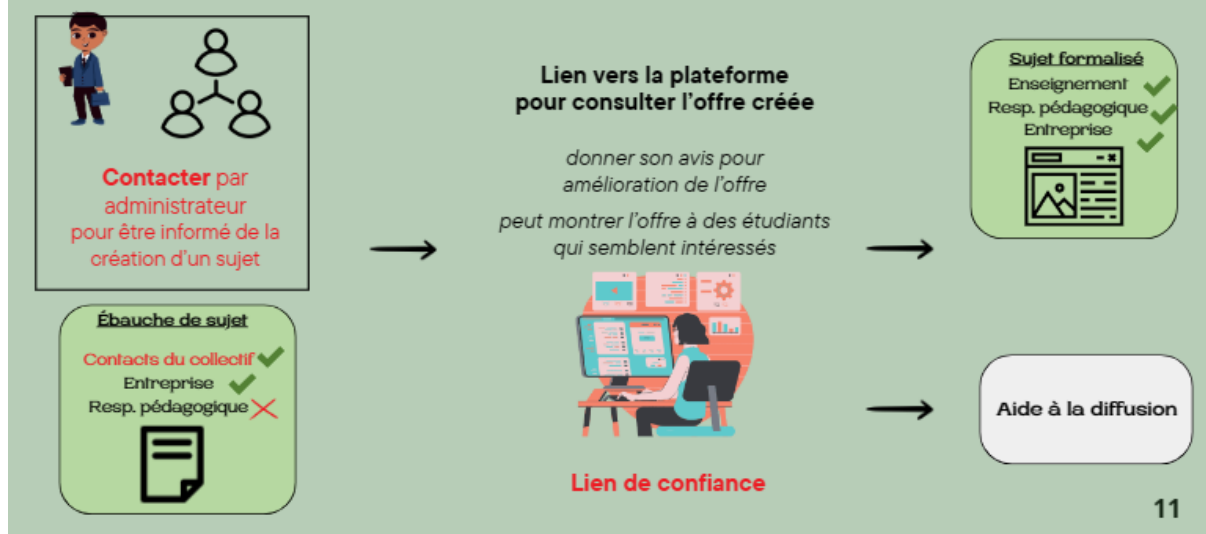 Contacter par
administrateur
pour être informé de la
création d'un sujet
Ébauche de sujet
Contacts du collectif
Entreprise
Resp. pédagogique
Lien vers la plateforme
pour consulter l'offre créée
donner son avis pour
amélioration de l'offre
peut montrer l'offre à des étudiants
qui semblent intéressés
Lien de confiance
Sujet formalisé
Enseignement
Resp. pédagogique
Entreprise
Aide à la diffusion
11